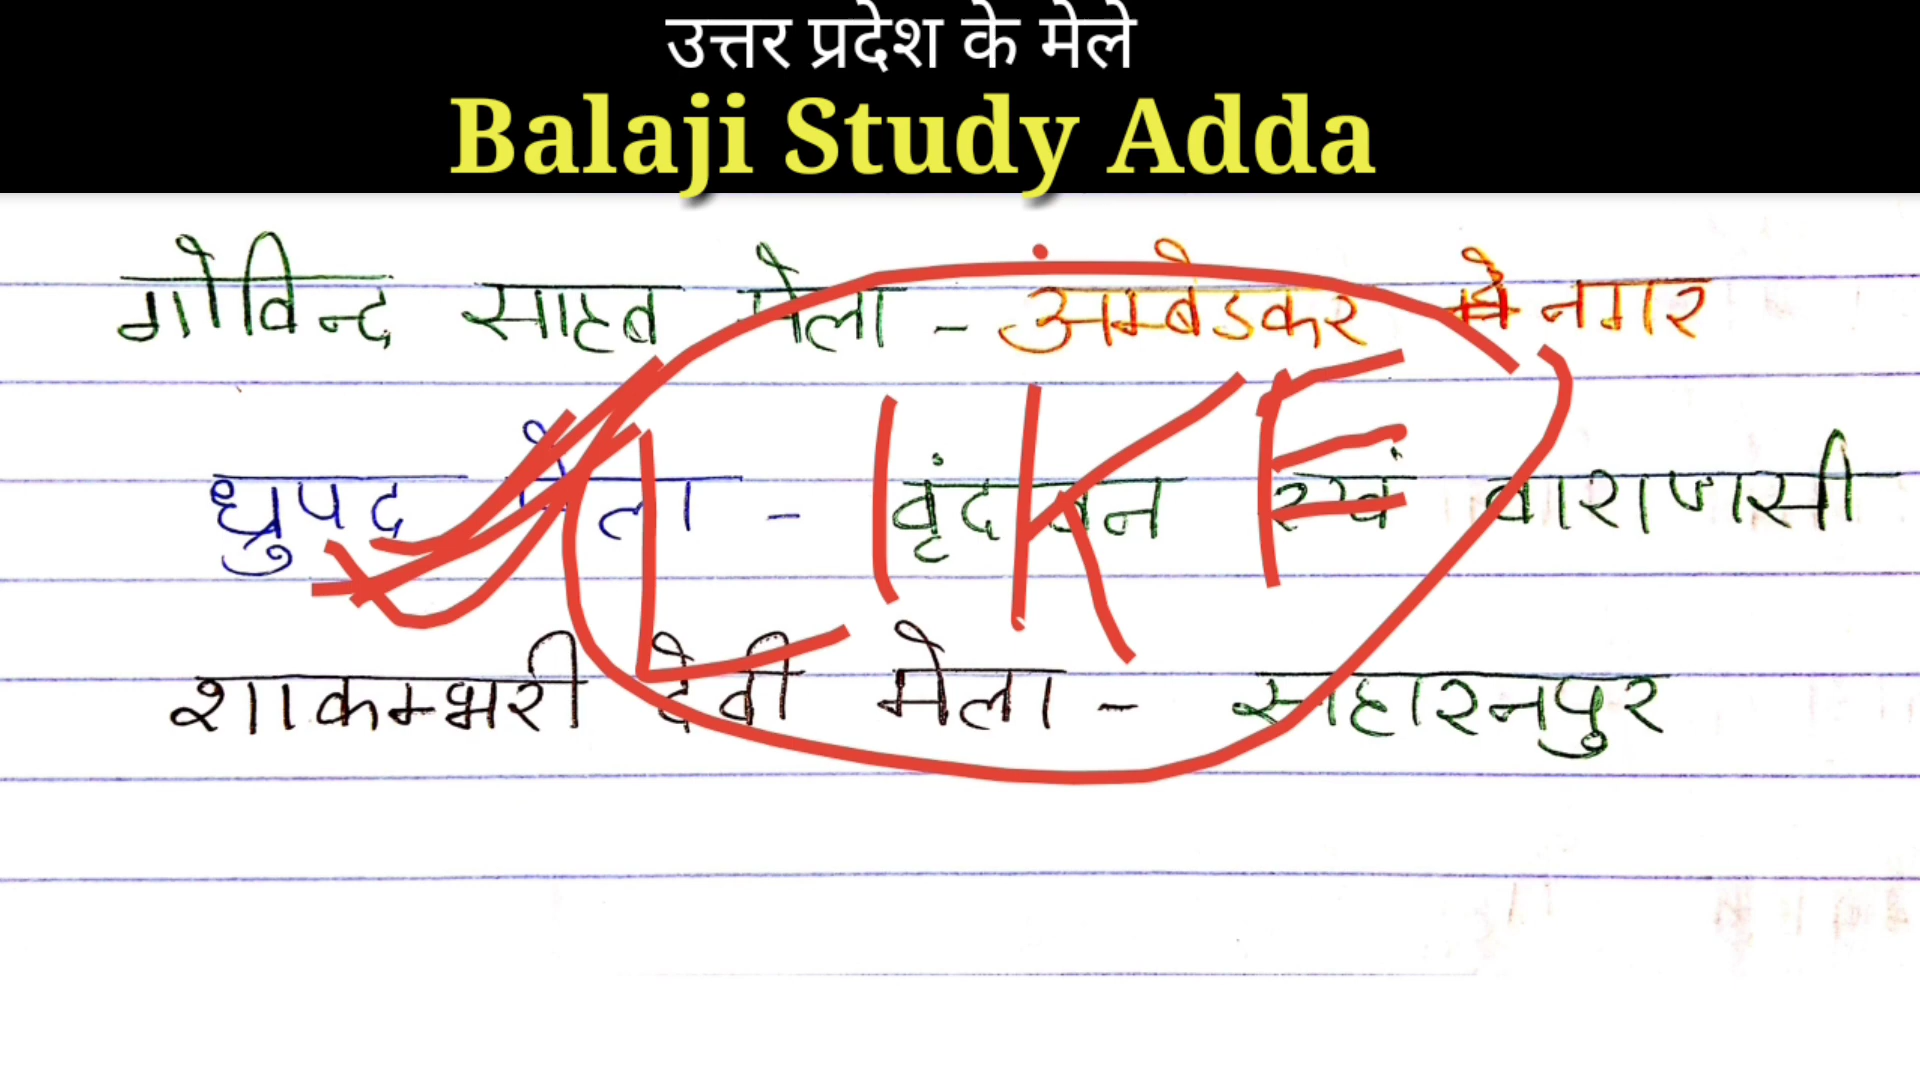 उत्तर प्रदेश के मेले
Balaji Study Adda
गोविन्द साहब मेला - अम्बेडकर नगर
ध्रुपद मेला - वृंदावन एवं वाराणसी
LIKE
शाकम्भरी देवी मेला - सहारनपुर